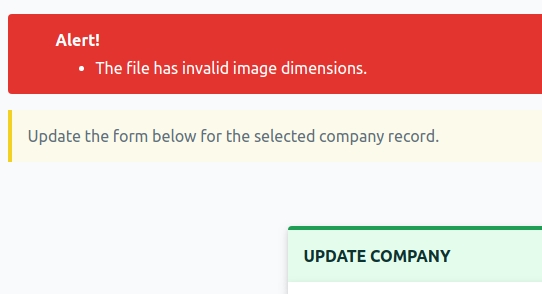 Alert!
• The file has invalid image dimensions.
Update the form below for the selected company record.
UPDATE COMPANY